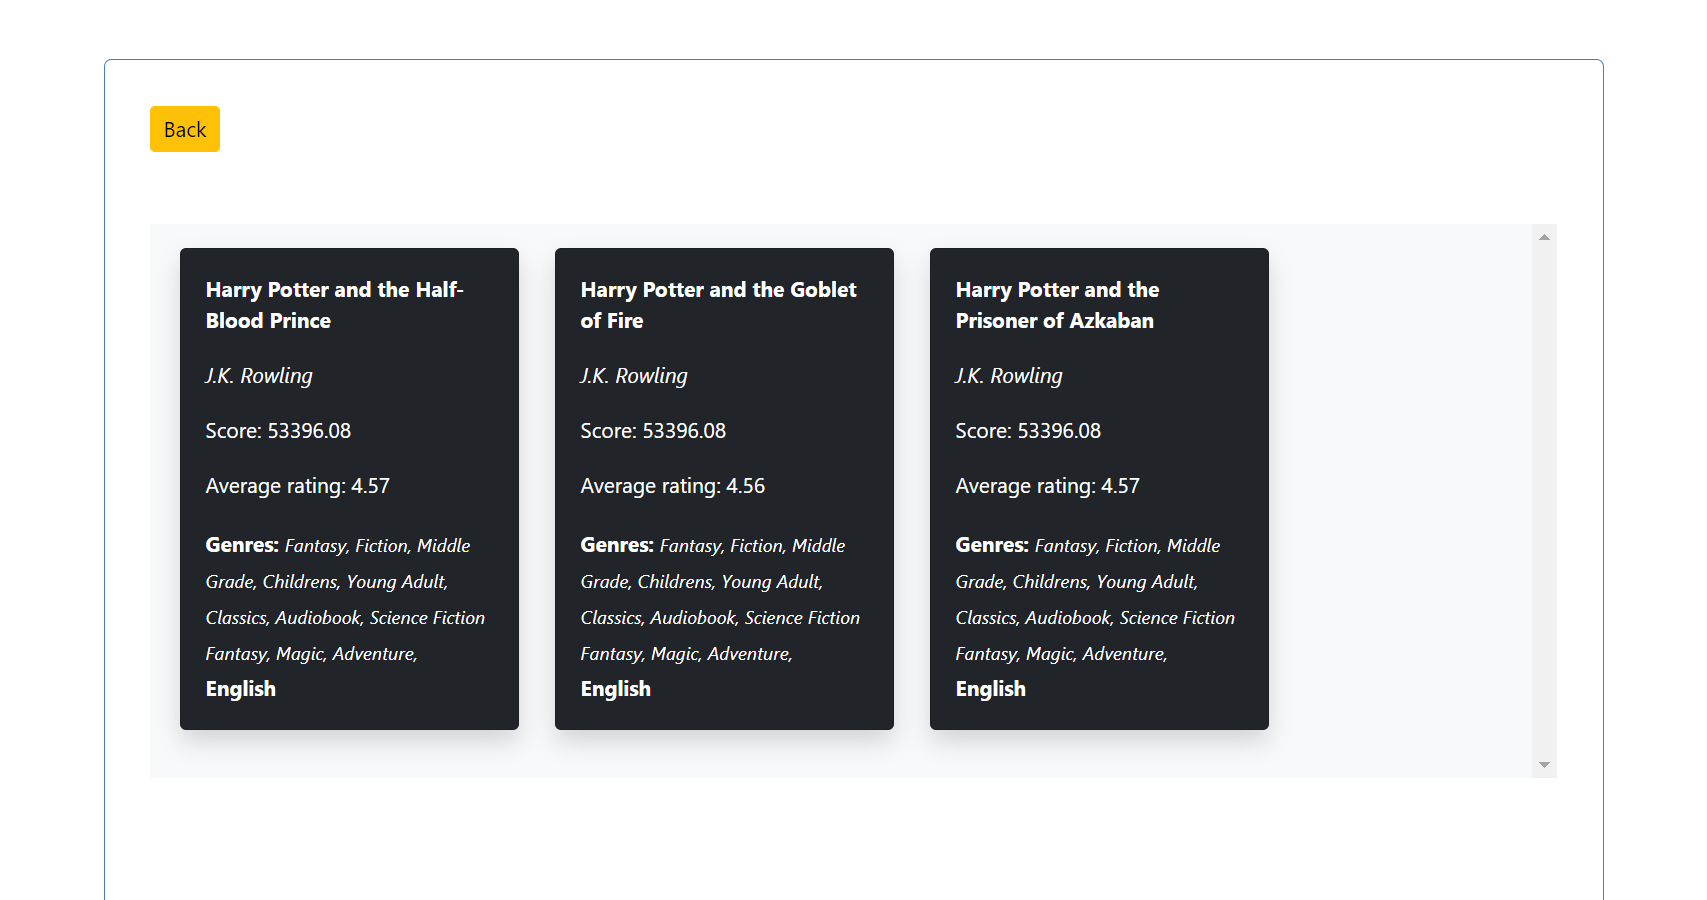 Back
Harry Potter and the Half-
Blood Prince
J.K. Rowling
Score: 53396.08
Average rating: 4.57
Genres: Fantasy, Fiction, Middle
Grade, Childrens, Young Adult,
Classics, Audiobook, Science Fiction
Fantasy, Magic, Adventure,
English
Harry Potter and the Goblet
of Fire
J.K. Rowling
Score: 53396.08
Average rating: 4.56
Genres: Fantasy, Fiction, Middle
Grade, Childrens, Young Adult,
Classics, Audiobook, Science Fiction
Fantasy, Magic, Adventure,
English
Harry Potter and the
Prisoner of Azkaban
J.K. Rowling
Score: 53396.08
Average rating: 4.57
Genres: Fantasy, Fiction, Middle
Grade, Childrens, Young Adult,
Classics, Audiobook, Science Fiction
Fantasy, Magic, Adventure,
English